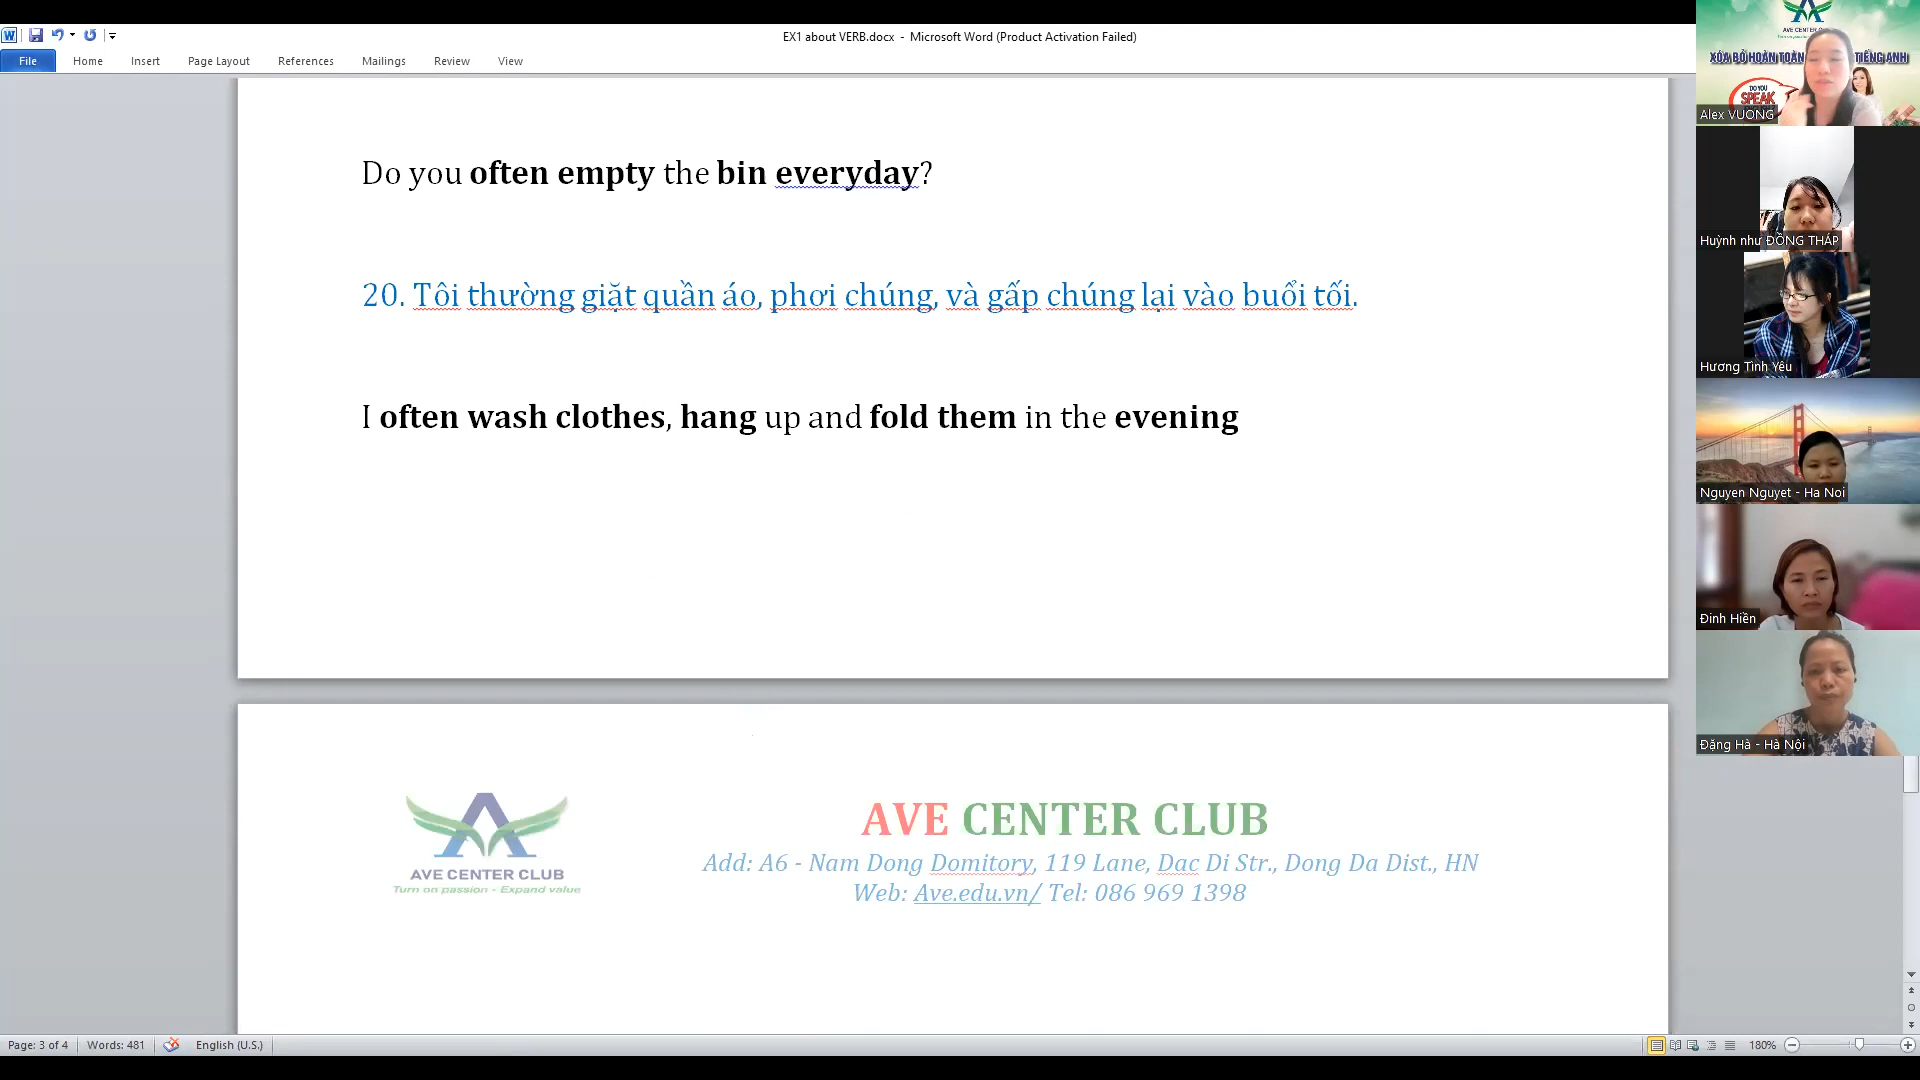 EX1 about VERB.docx - Microsoft Word (Product Activation Failed)
File Home Insert Page Layout References Mailings Review View
Do you often empty the bin everyday?
20. Tôi thường giặt quần áo, phơi chúng, và gấp chúng lại vào buổi tối.
I often wash clothes, hang up and fold them in the evening
AVE CENTER CLUB
Turn on passion - Expand value
AVE CENTER CLUB
Add: A6 - Nam Dong Domitory, 119 Lane, Dac Di Str., Dong Da Dist., HN
Web: Ave.edu.vn/ Tel: 086 969 1398
Page: 3 of 4 Words: 481 English (U.S.) 180%
AVE CENTER
XÓA BỎ HOÀN TOÀN TIẾNG ANH
DO YOU
SPEAK
Alex VUONG
Huỳnh như ĐỒNG THÁP
Hương Tình Yêu
Nguyen Nguyet - Ha Noi
Đinh Hiền
Đặng Hà - Hà Nội